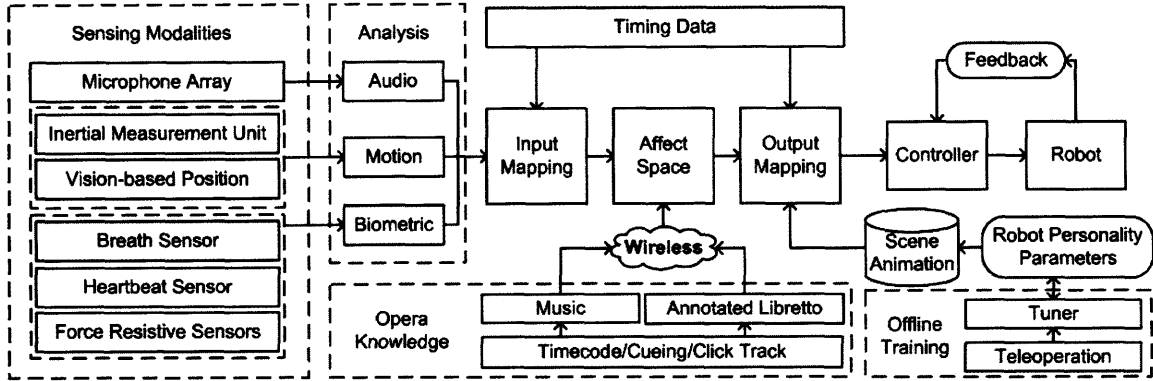 Sensing Modalities
Microphone Array
Inertial Measurement Unit
Vision-based Position
Breath Sensor
Heartbeat Sensor
Force Resistive Sensors
Analysis
Audio
Motion
Biometric
Timing Data
Input
Mapping
Affect
Space
Output
Mapping
Feedback
Controller
Robot
Wireless
Scene
Animation
Robot Personality
Parameters
Opera
Knowledge
Music
Annotated Libretto
Timecode/Cueing/Click Track
Offline
Training
Tuner
Teleoperation